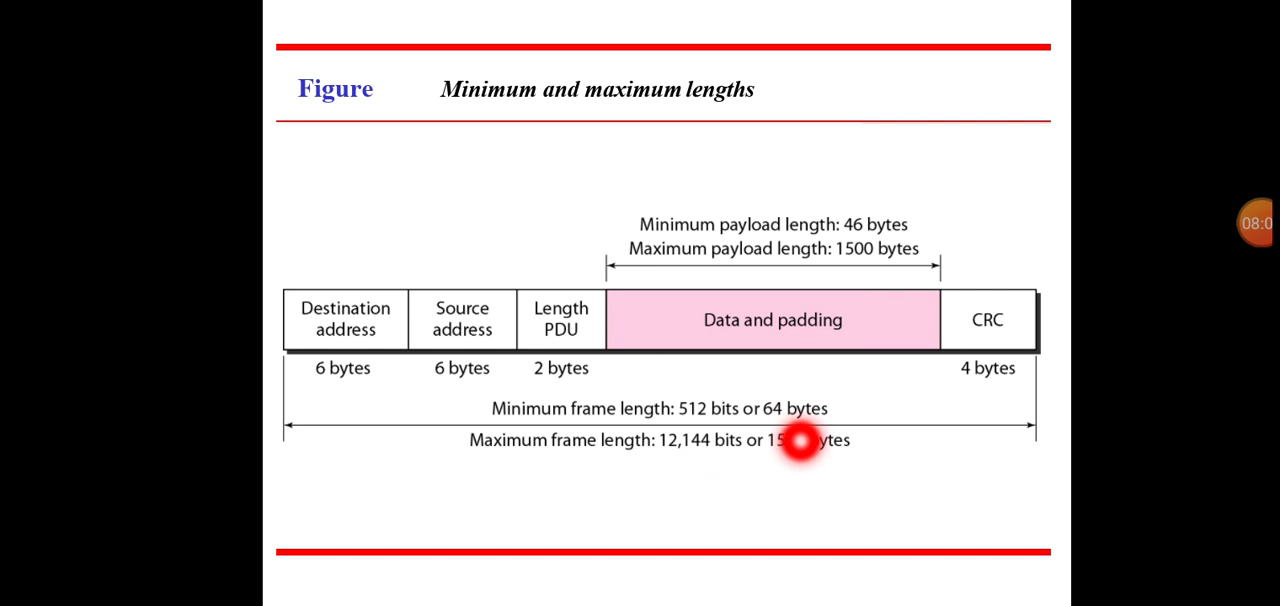 Figure Minimum and maximum lengths
Minimum payload length: 46 bytes
Maximum payload length: 1500 bytes
Destination address
Source address
Length PDU
Data and padding
CRC
6 bytes 6 bytes 2 bytes 4 bytes
Minimum frame length: 512 bits or 64 bytes
Maximum frame length: 12,144 bits or